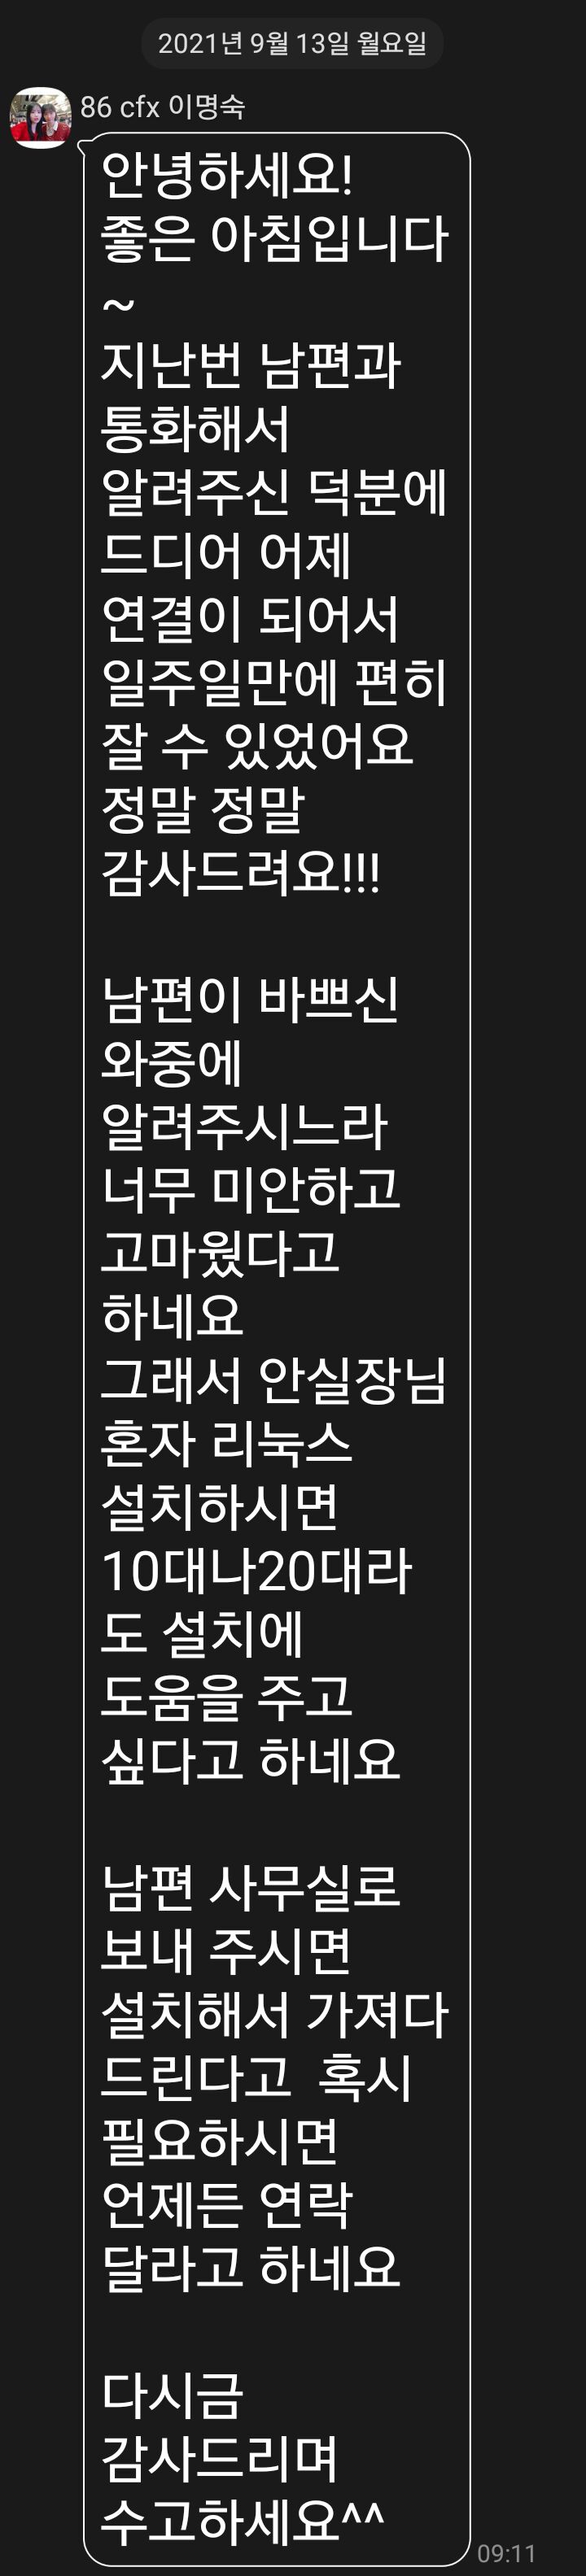 2021년 9월 13일 월요일
86 cfx 이명숙
안녕하세요!
좋은 아침입니다
~
지난번 남편과
통화해서
알려주신 덕분에
드디어 어제
연결이 되어서
일주일만에 편히
잘 수 있었어요
정말 정말
감사드려요!!!
남편이 바쁘신
와중에
알려주시느라
너무 미안하고
고마웠다고
하네요
그래서 안실장님
혼자 리눅스
설치하시면
10대나20대라
도 설치에
도움을 주고
싶다고 하네요
남편 사무실로
보내 주시면
설치해서 가져다
드린다고  혹시
필요하시면
언제든 연락
달라고 하네요
다시금
감사드리며
수고하세요^^
09:11